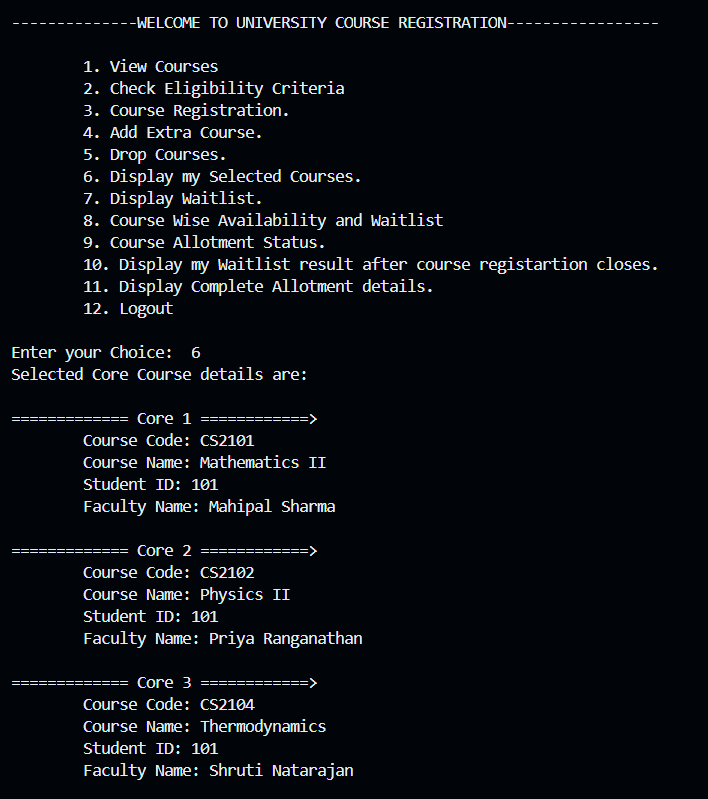 --------------WELCOME TO UNIVERSITY COURSE REGISTRATION-----------------
1. View Courses
2. Check Eligibility Criteria
3. Course Registration.
4. Add Extra Course.
5. Drop Courses.
6. Display my Selected Courses.
7. Display Waitlist.
8. Course Wise Availability and Waitlist
9. Course Allotment Status.
10. Display my Waitlist result after course registartion closes.
11. Display Complete Allotment details.
12. Logout
Enter your Choice:  6
Selected Core Course details are:
============= Core 1 ============>
Course Code: CS2101
Course Name: Mathematics II
Student ID: 101
Faculty Name: Mahipal Sharma
============= Core 2 ============>
Course Code: CS2102
Course Name: Physics II
Student ID: 101
Faculty Name: Priya Ranganathan
============= Core 3 ============>
Course Code: CS2104
Course Name: Thermodynamics
Student ID: 101
Faculty Name: Shruti Natarajan